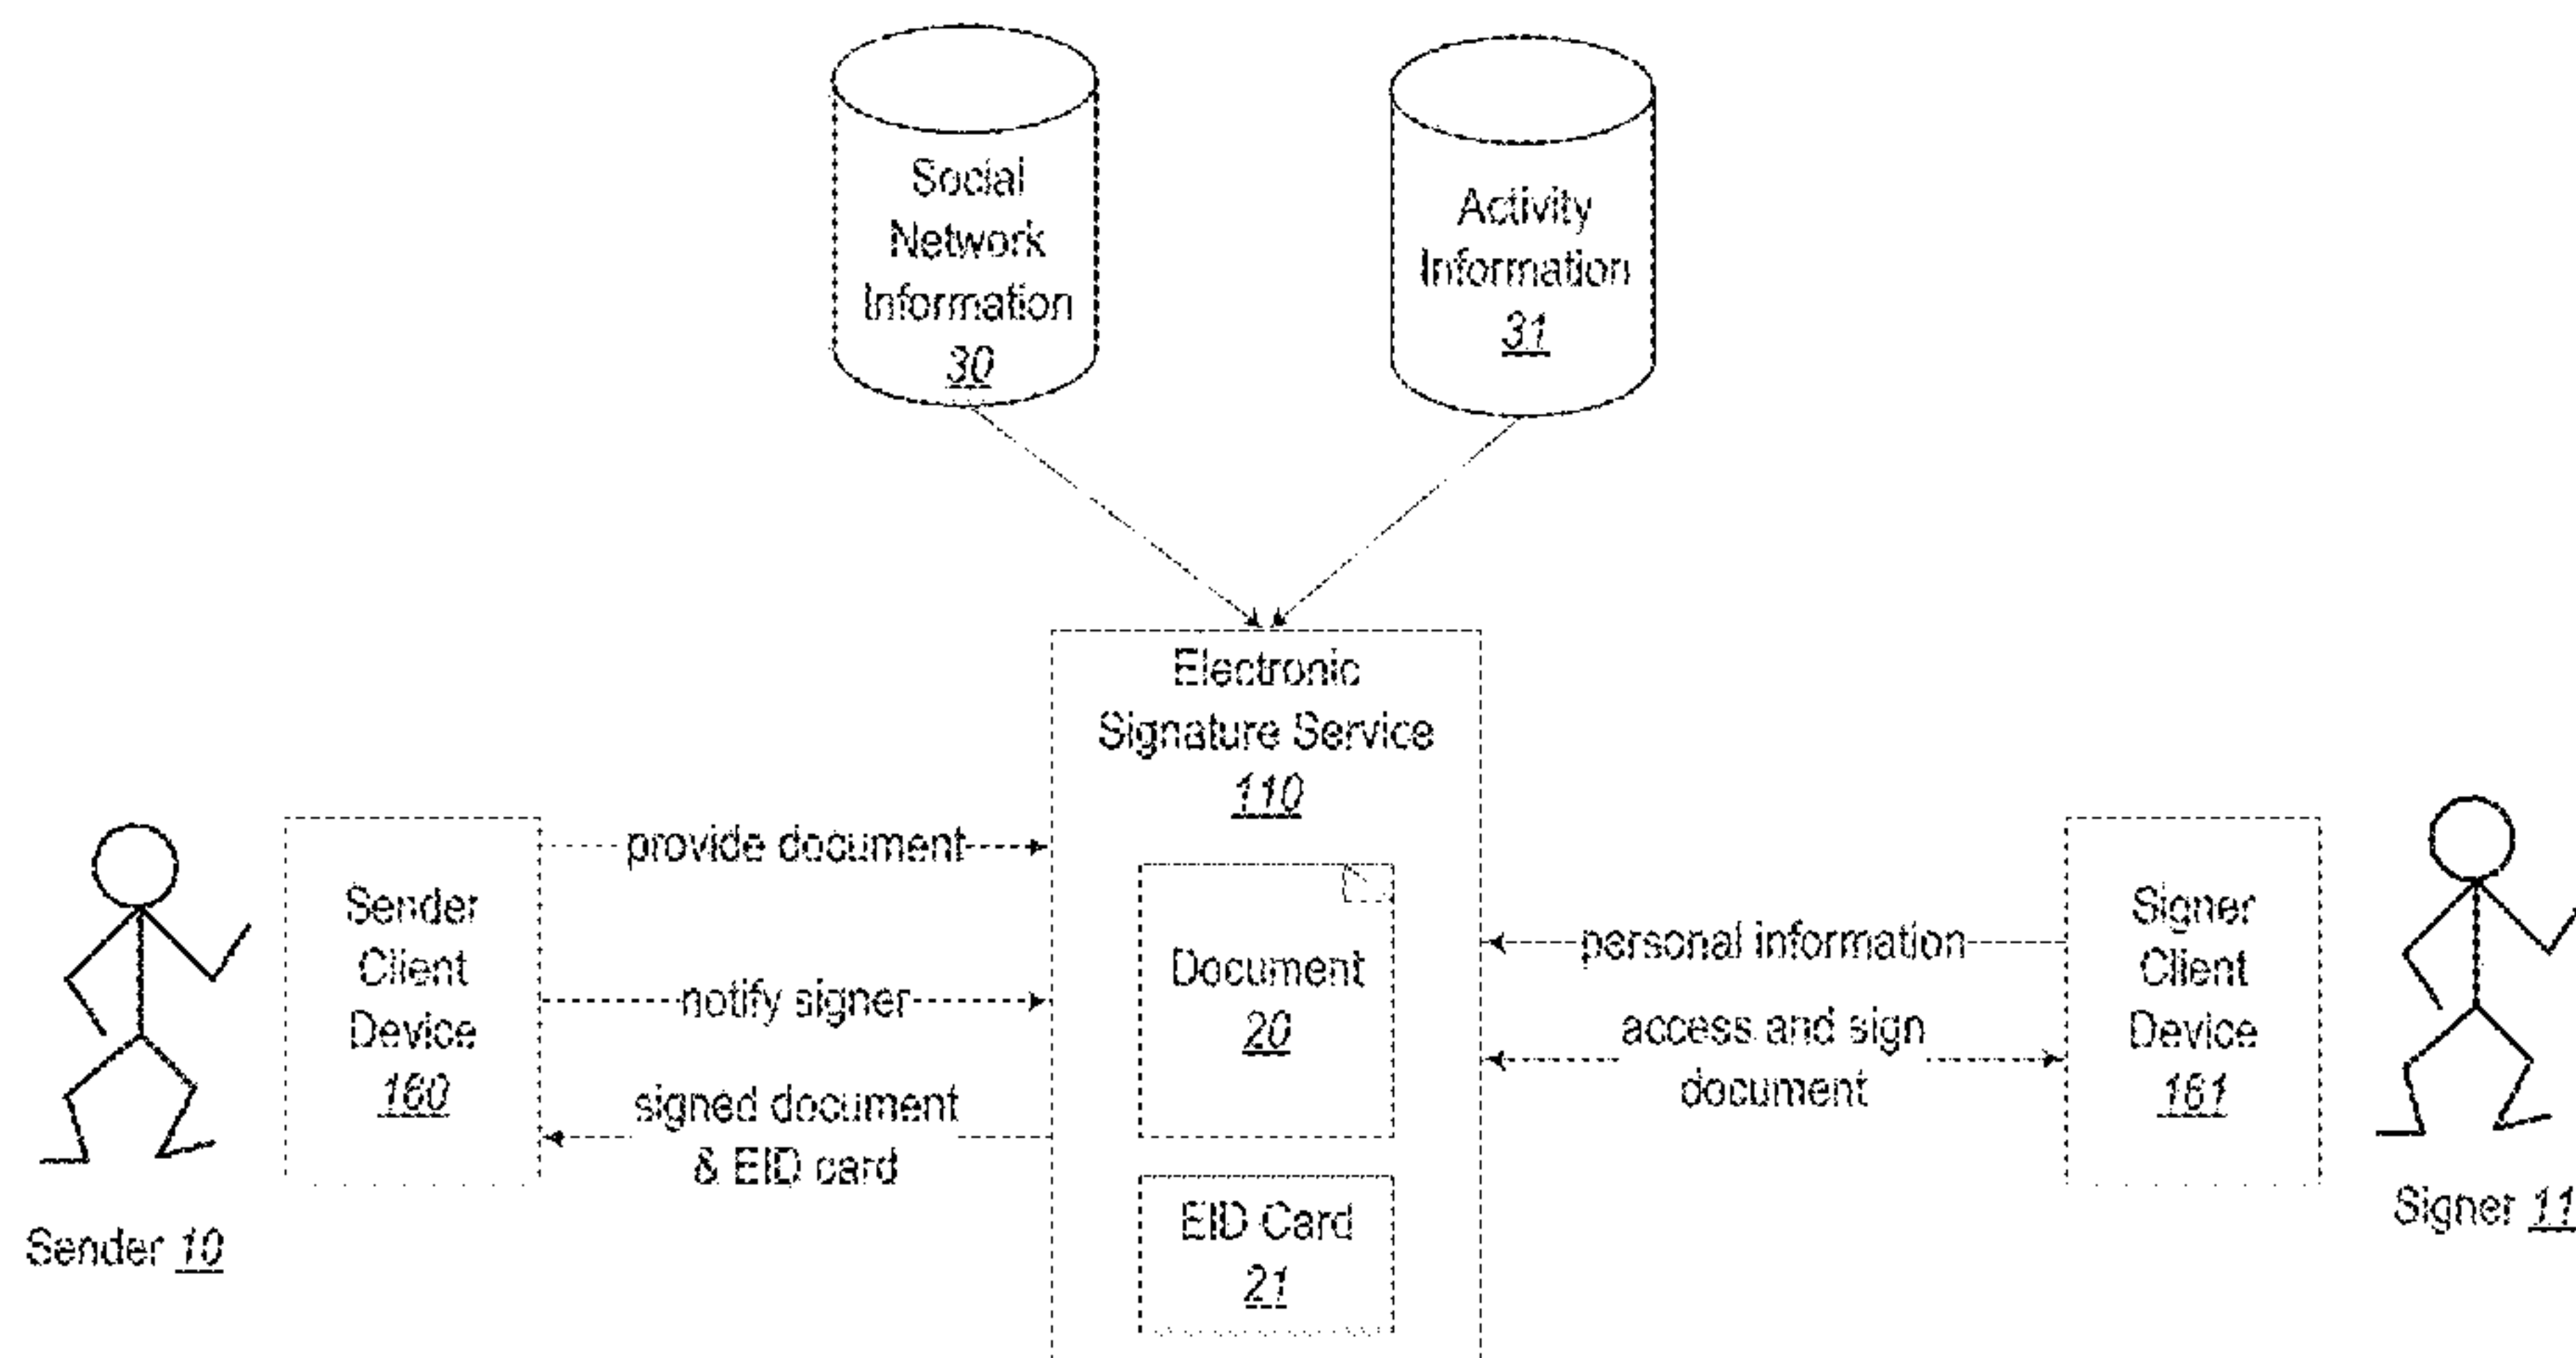 Social
Network
Information
30
Activity
Information
31
Electronic
Signature Service
110
provide document
Sender
Client
Device
160
notify signer
signed document
& EID card
Document
20
EID Card
21
personal information
access and sign
document
Signer
Client
Device
161
Sender 10
Signer 11